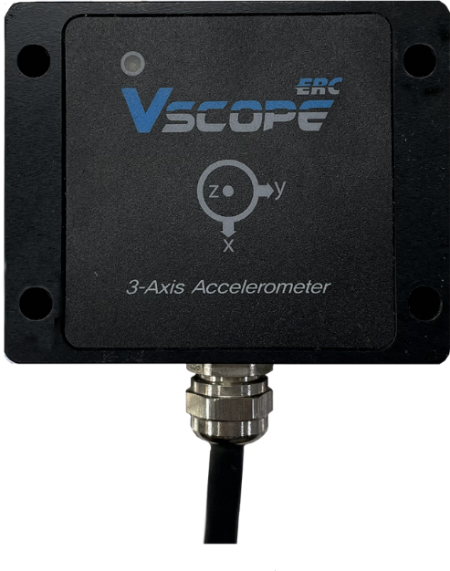 ERC
VSCOPE
z y
x
3-Axis Accelerometer